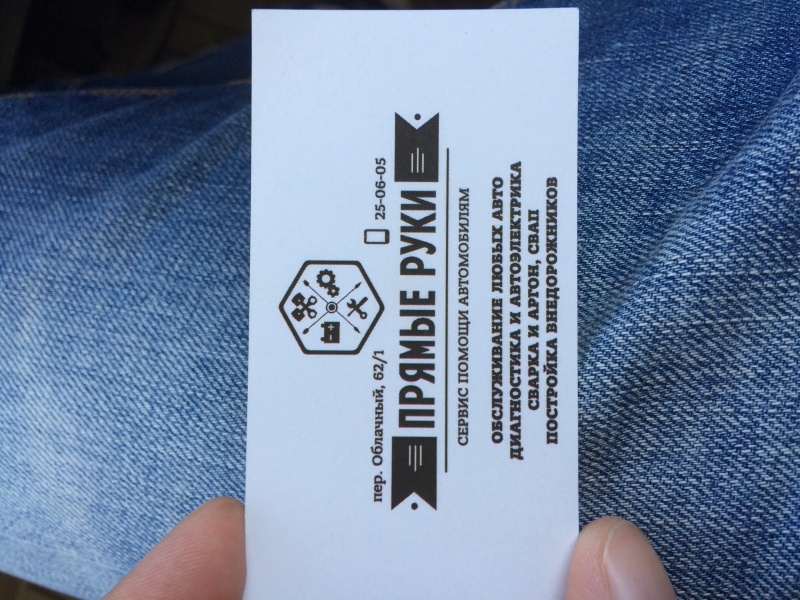 пер. Облачный, 62/1
25-06-05
ПРЯМЫЕ РУКИ
СЕРВИС ПОМОЩИ АВТОМОБИЛЯМ
ОБСЛУЖИВАНИЕ ЛЮБЫХ АВТО
ДИАГНОСТИКА И АВТОЭЛЕКТРИКА
СВАРКА И АРГОН, СВАП
ПОСТРОЙКА ВНЕДОРОЖНИКОВ